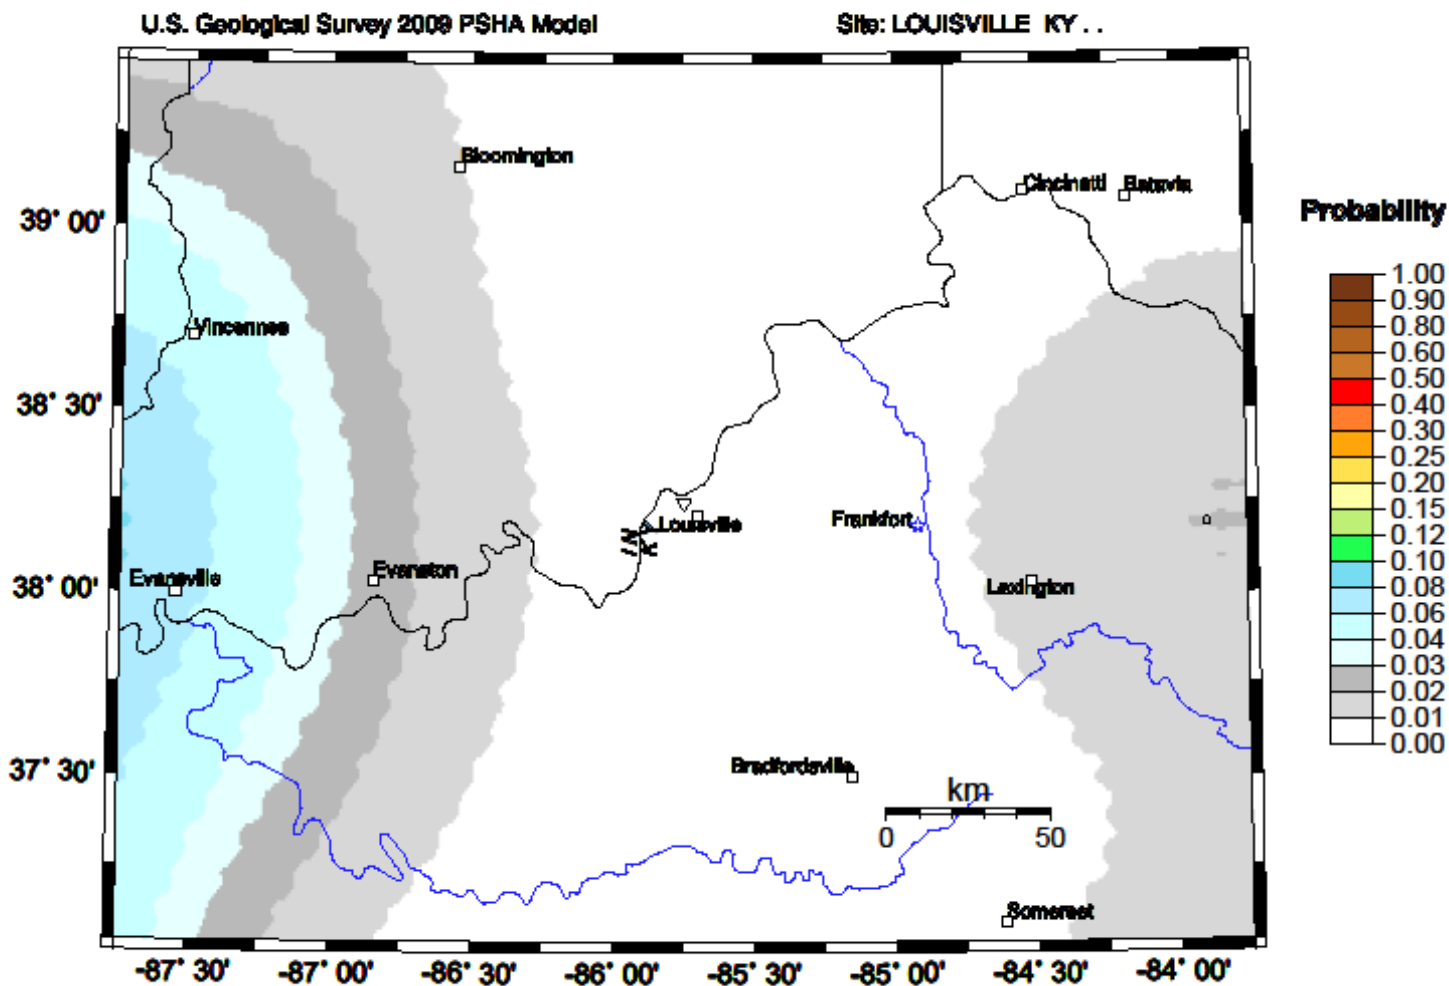 U.S. Geological Survey 2009 PSHA Model
Site: LOUISVILLE KY . .
Bloomington
Cincinatti
Batavia
39° 00'
Probability
1.00
0.90
0.80
0.60
0.50
0.40
0.30
0.25
0.20
0.15
0.12
0.10
0.08
0.06
0.04
0.03
0.02
0.01
0.00
Vincennes
38° 30'
Louisville
IN
K
Frankfort
38° 00'
Evansville
Evanston
Lexington
37° 30'
Bradfordsville
km
0
50
Somerset
-87° 30'
-87° 00'
-86° 30'
-86° 00'
-85° 30'
-85° 00'
-84° 30'
-84° 00'